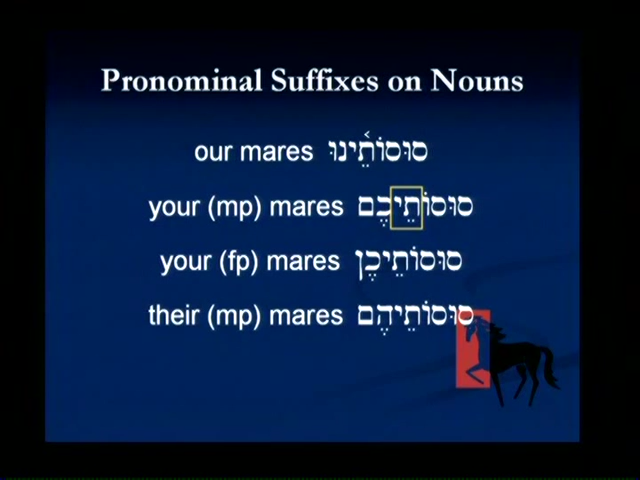 Pronominal Suffixes on Nouns
our mares סוּסוֹתֵ֫ינוּ
your (mp) mares סוּסוֹתֵיכֶם
your (fp) mares סוּסוֹתֵיכֶן
their (mp) mares סוּסוֹתֵיהֶם